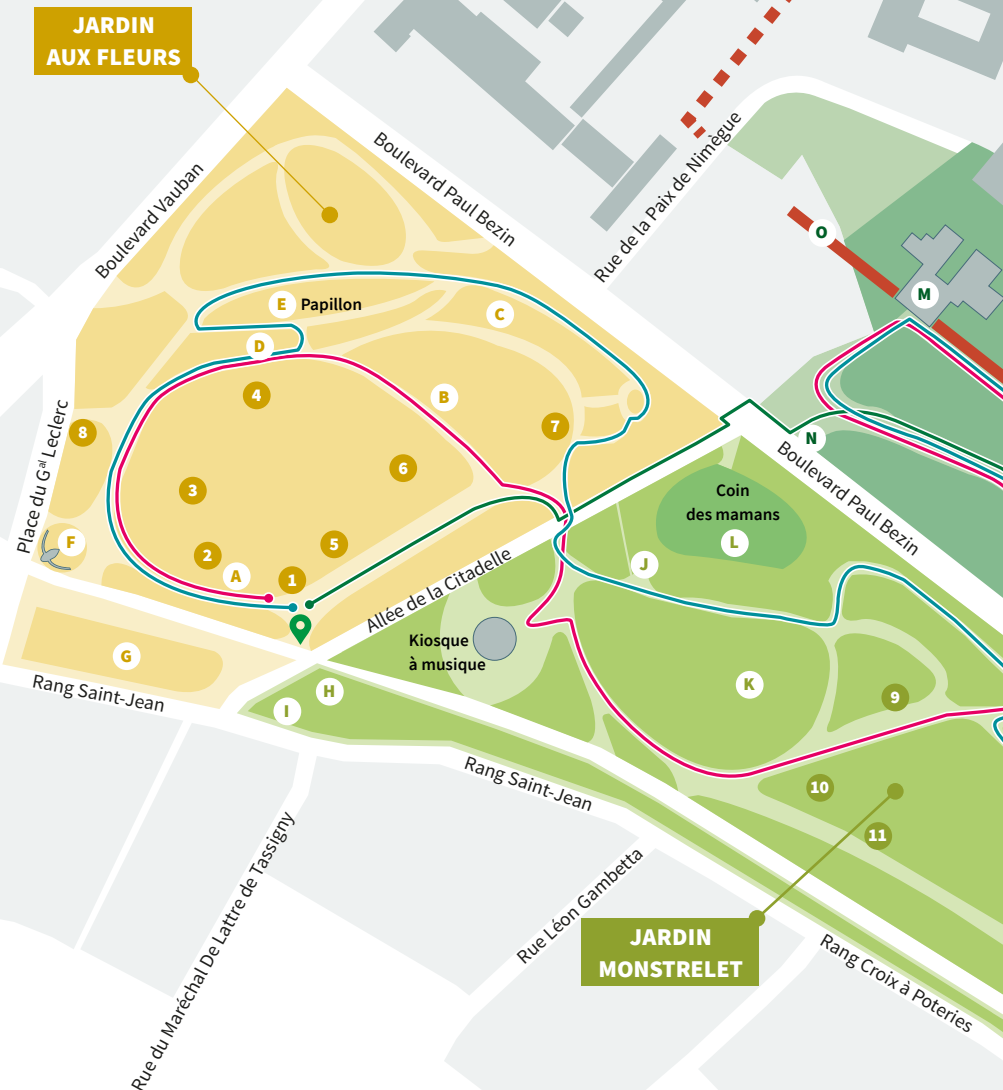 JARDIN
AUX FLEURS
Boulevard Vauban
Boulevard Paul Bezin
Rue de la Paix de Nimègue
O
M
E Papillon
C
D
4
B
7
8
6
N
3
Place du Gᵃˡ Leclerc
Coin
des mamans
L
Boulevard Paul Bezin
F
2
A
5
1
J
Allée de la Citadelle
Kiosque
à musique
G
H
I
K
9
Rang Saint-Jean
Rang Saint-Jean
10
11
Rue du Maréchal De Lattre de Tassigny
Rue Léon Gambetta
JARDIN
MONSTRELET
Rang Croix à Poteries